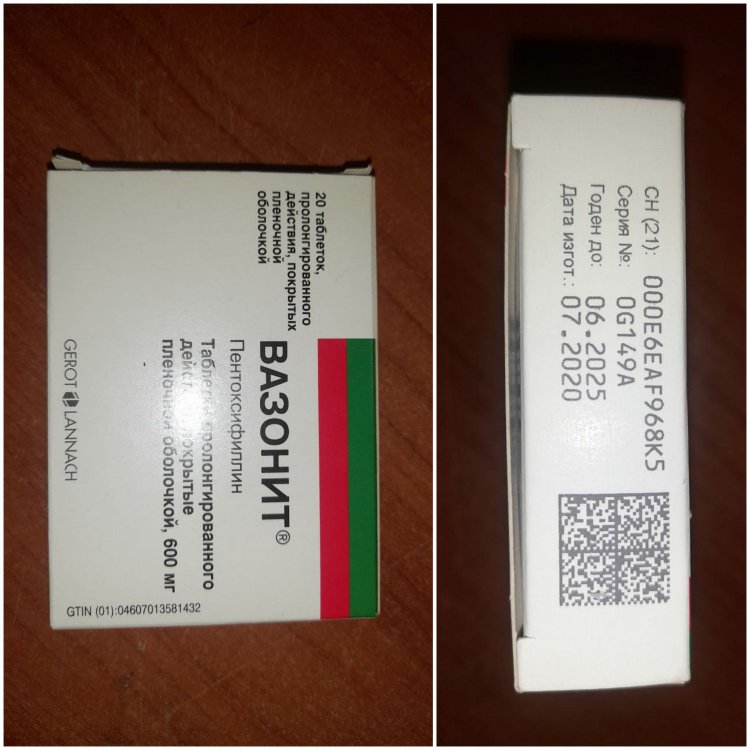 20 таблеток,
пролонгированного
действия, покрытых
пленочной
оболочкой
ВАЗОНИТ®
Пентоксифиллин
Таблетки пролонгированного
покрытые
пленочной оболочкой, 600 мг
GEROT LANNACH
GTIN (01):04607013581432
СН (21): 000E6EAF968K5
Серия №: 0G149A
Годен до: 06.2025
Дата изгот.: 07.2020